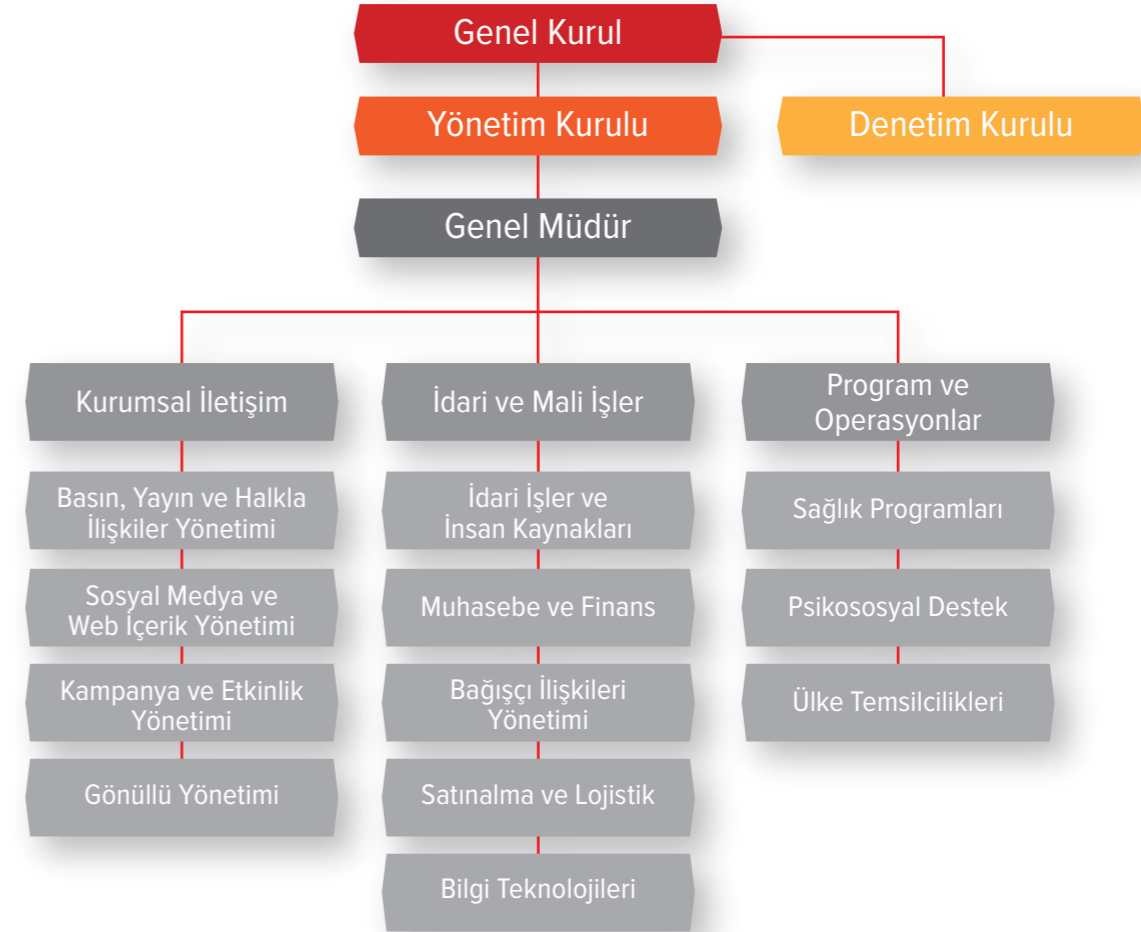 Genel Kurul
Yönetim Kurulu
Denetim Kurulu
Genel Müdür
Kurumsal İletişim
Basın, Yayın ve Halkla
İlişkiler Yönetimi
Sosyal Medya ve
Web İçerik Yönetimi
Kampanya ve Etkinlik
Yönetimi
Gönüllü Yönetimi
İdari ve Mali İşler
İdari İşler ve
İnsan Kaynakları
Muhasebe ve Finans
Bağışçı İlişkileri
Yönetimi
Satınalma ve Lojistik
Bilgi Teknolojileri
Program ve
Operasyonlar
Sağlık Programları
Psikososyal Destek
Ülke Temsilcilikleri